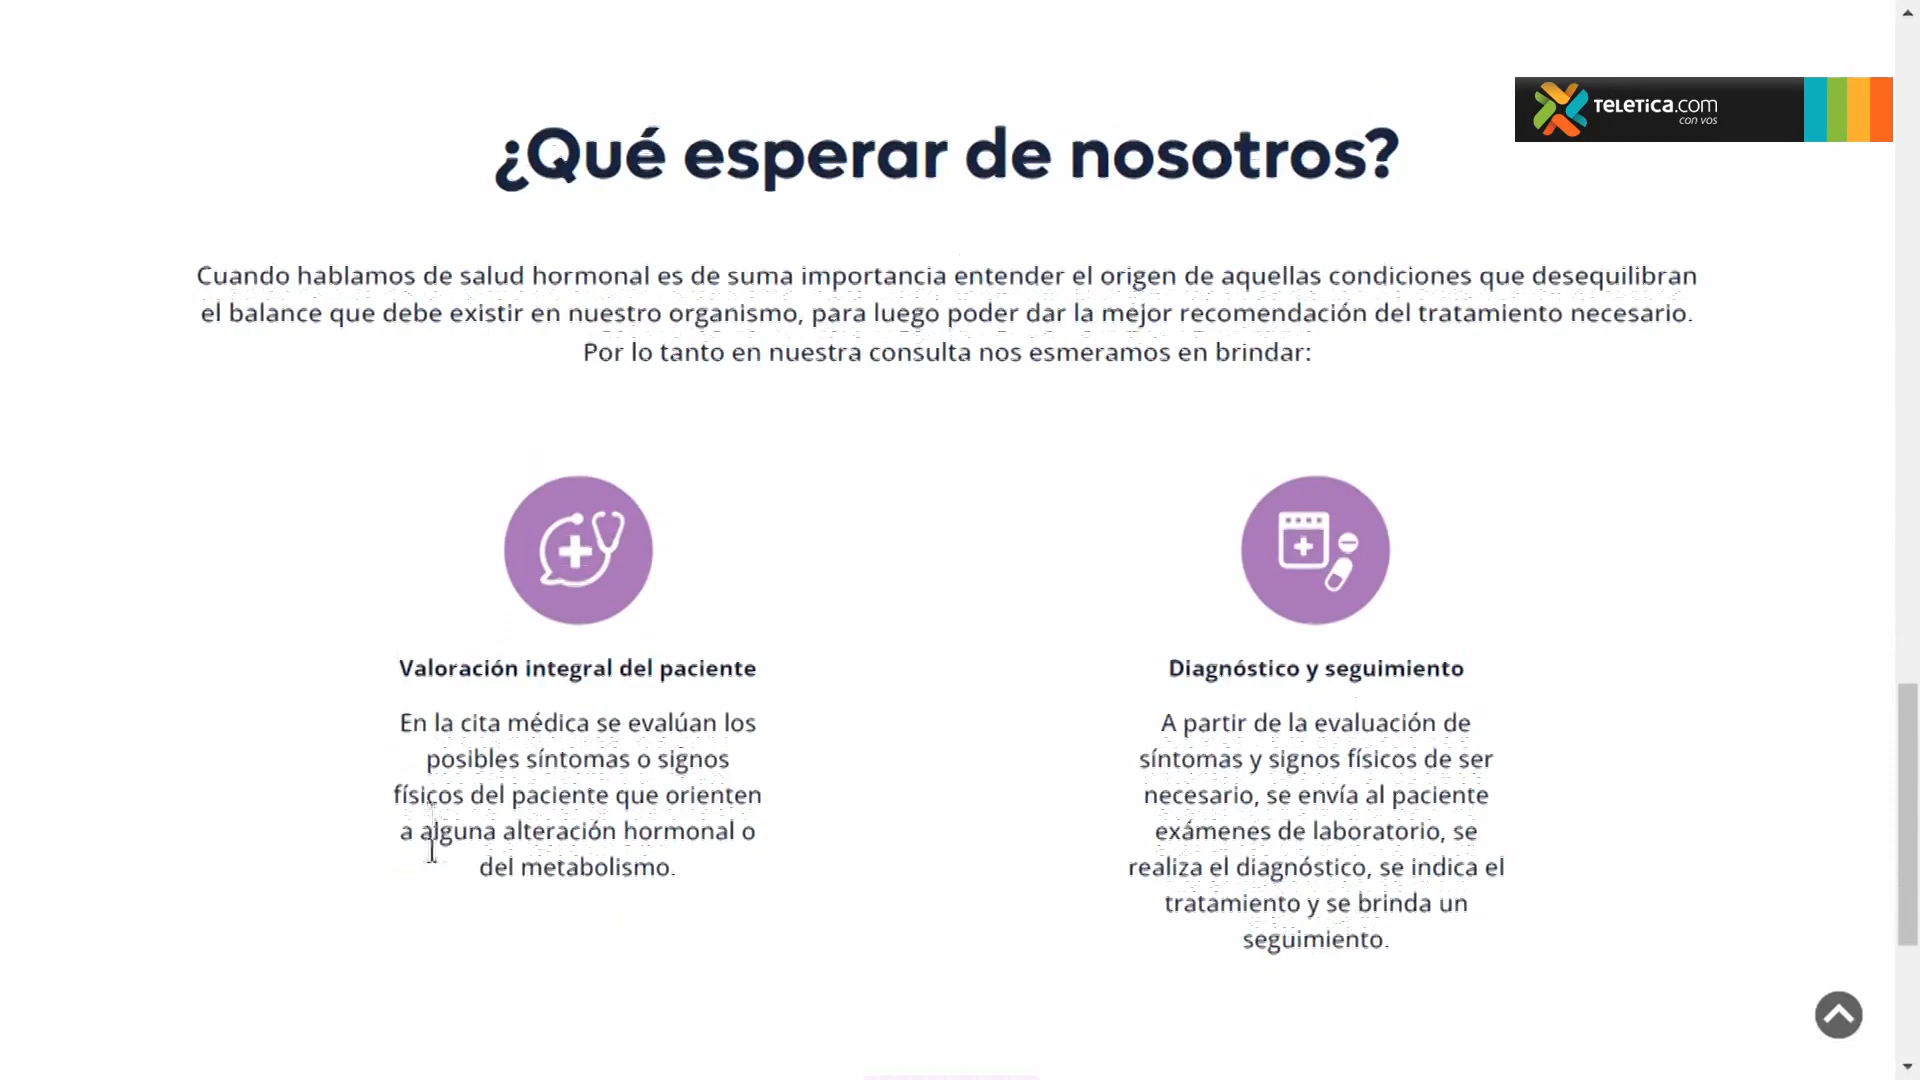 TELETICA.COM
con vos
¿Qué esperar de nosotros?
Cuando hablamos de salud hormonal es de suma importancia entender el origen de aquellas condiciones que desequilibran
el balance que debe existir en nuestro organismo, para luego poder dar la mejor recomendación del tratamiento necesario.
Por lo tanto en nuestra consulta nos esmeramos en brindar:
Valoración integral del paciente
En la cita médica se evalúan los
posibles síntomas o signos
físicos del paciente que orienten
a alguna alteración hormonal o
del metabolismo.
Diagnóstico y seguimiento
A partir de la evaluación de
síntomas y signos físicos de ser
necesario, se envía al paciente
exámenes de laboratorio, se
realiza el diagnóstico, se indica el
tratamiento y se brinda un
seguimiento.